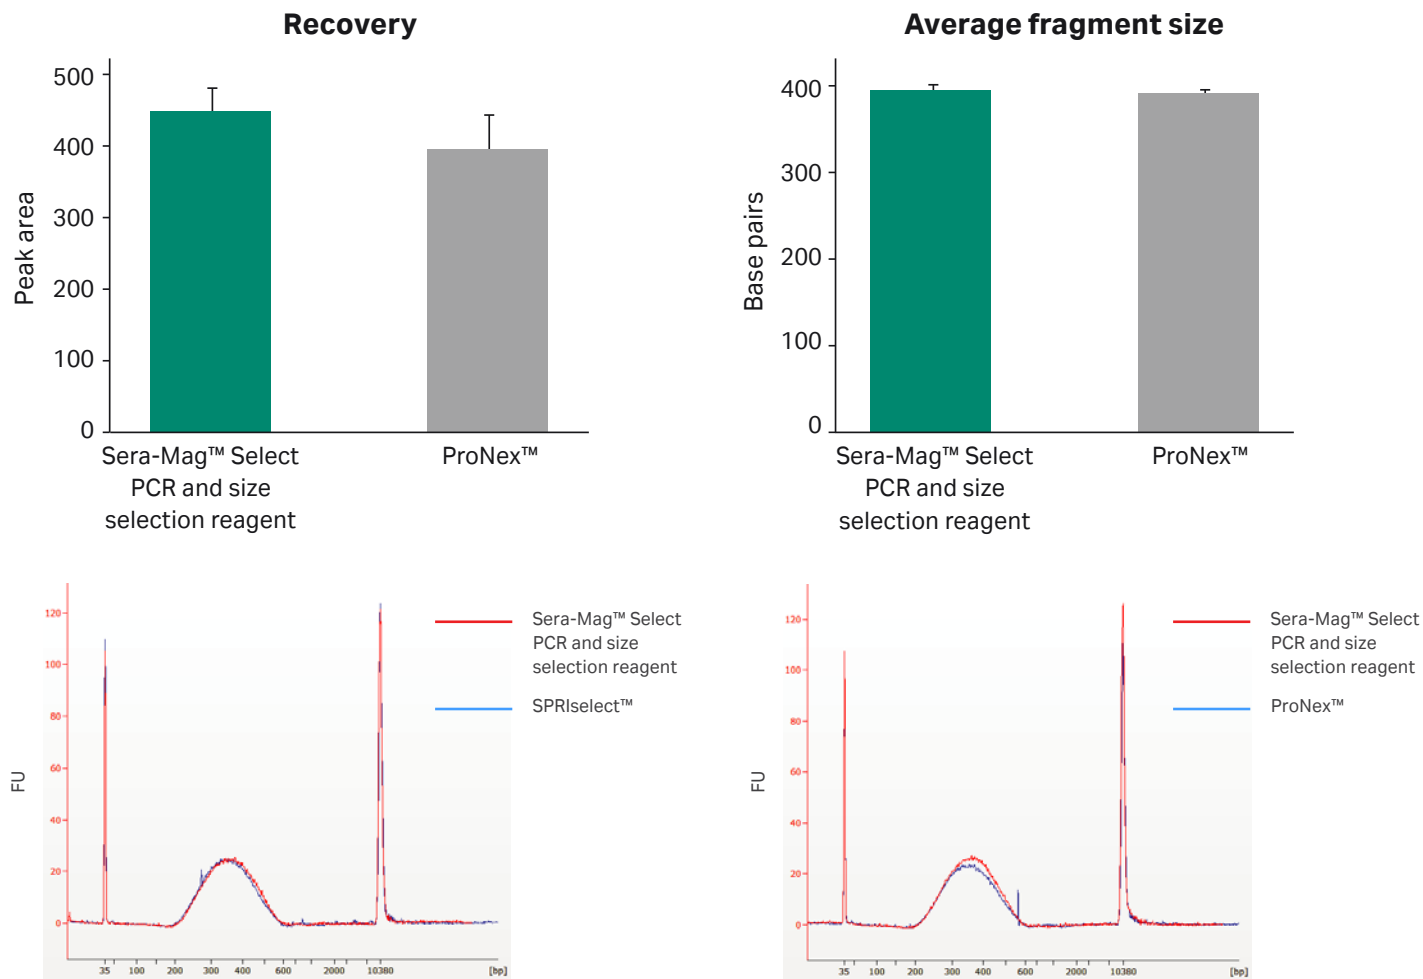 Recovery
500
400
300
200
100
0
Peak area
Sera-Mag™ Select
PCR and size
selection reagent
ProNex™
Average fragment size
400
300
200
100
0
Base pairs
Sera-Mag™ Select
PCR and size
selection reagent
ProNex™
120
100
80
60
40
20
0
FU
35 100 200 300 400 600 2000 10380 [bp]
Sera-Mag™ Select
PCR and size
selection reagent
SPRIselect™
120
100
80
60
40
20
0
FU
35 100 200 300 400 600 2000 10380 [bp]
Sera-Mag™ Select
PCR and size
selection reagent
ProNex™